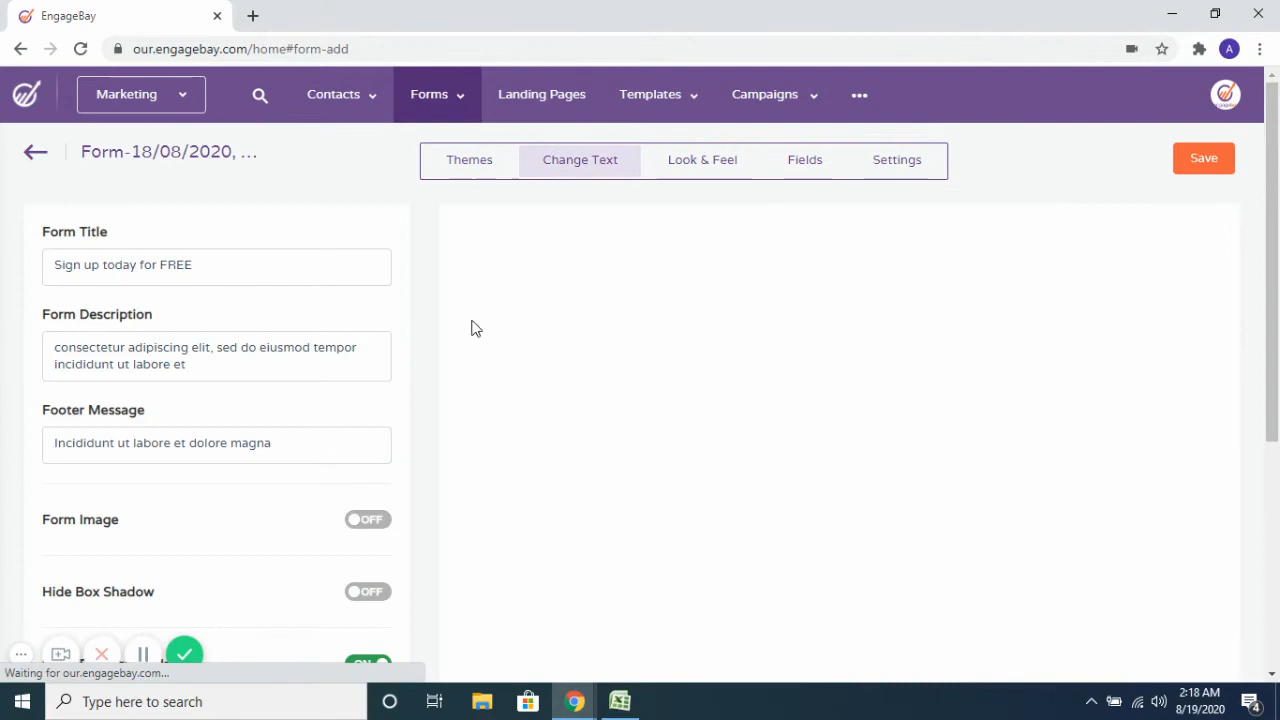 EngageBay
our.engagebay.com/home#form-add
A
Marketing
Contacts
Forms
Landing Pages
Templates
Campaigns
Form-18/08/2020, ...
Themes
Change Text
Look & Feel
Fields
Settings
Save
Form Title
Sign up today for FREE
Form Description
consectetur adipiscing elit, sed do eiusmod tempor
incididunt ut labore et
Footer Message
Incididunt ut labore et dolore magna
Form Image
OFF
Hide Box Shadow
OFF
ON
Waiting for our.engagebay.com...
Type here to search
2:18 AM
8/19/2020
4